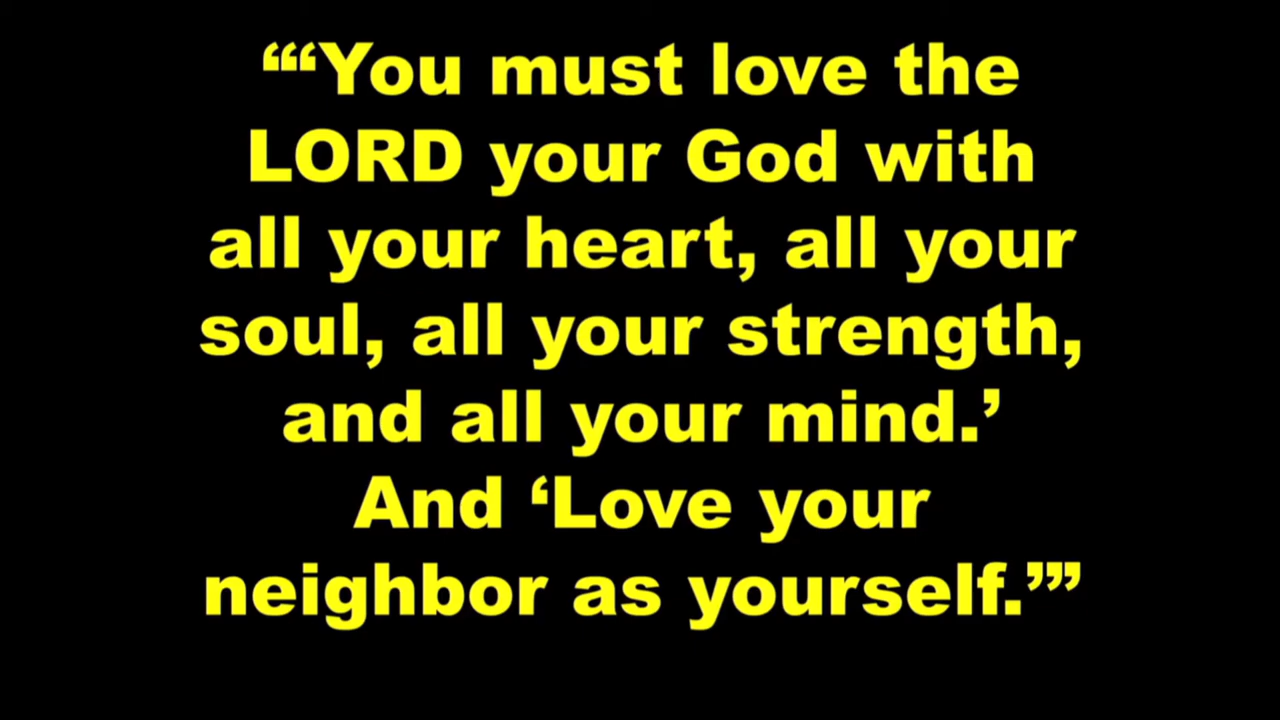 “‘You must love the
LORD your God with
all your heart, all your
soul, all your strength,
and all your mind.’
And ‘Love your
neighbor as yourself.’”